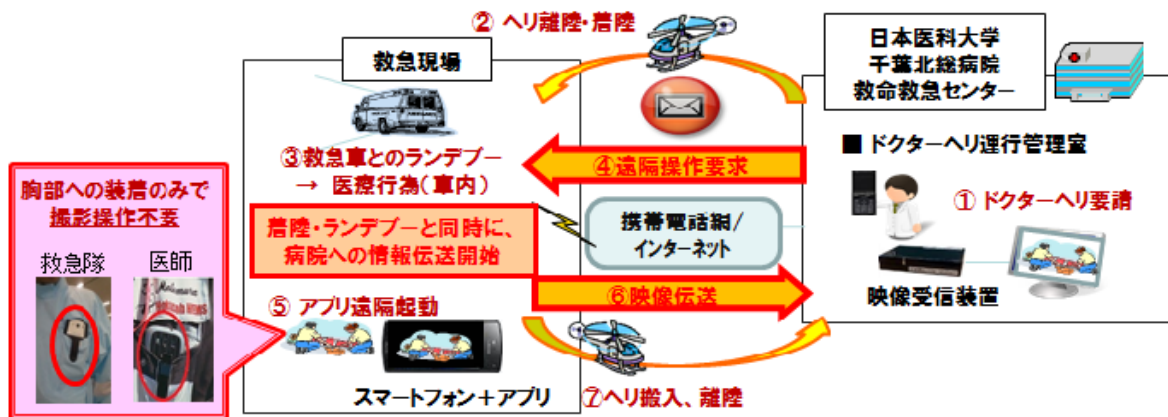 ② ヘリ離陸・着陸
救急現場
日本医科大学
千葉北総病院
救命救急センター
■ ドクターヘリ運行管理室
① ドクターヘリ要請
③ 救急車とのランデブー
→ 医療行為(車内)
④ 遠隔操作要求
胸部への装着のみで
撮影操作不要
救急隊
医師
着陸・ランデブーと同時に、
病院への情報伝送開始
携帯電話網/
インターネット
映像受信装置
⑤ アプリ遠隔起動
⑥ 映像伝送
スマートフォン+アプリ
⑦ヘリ搬入、離陸